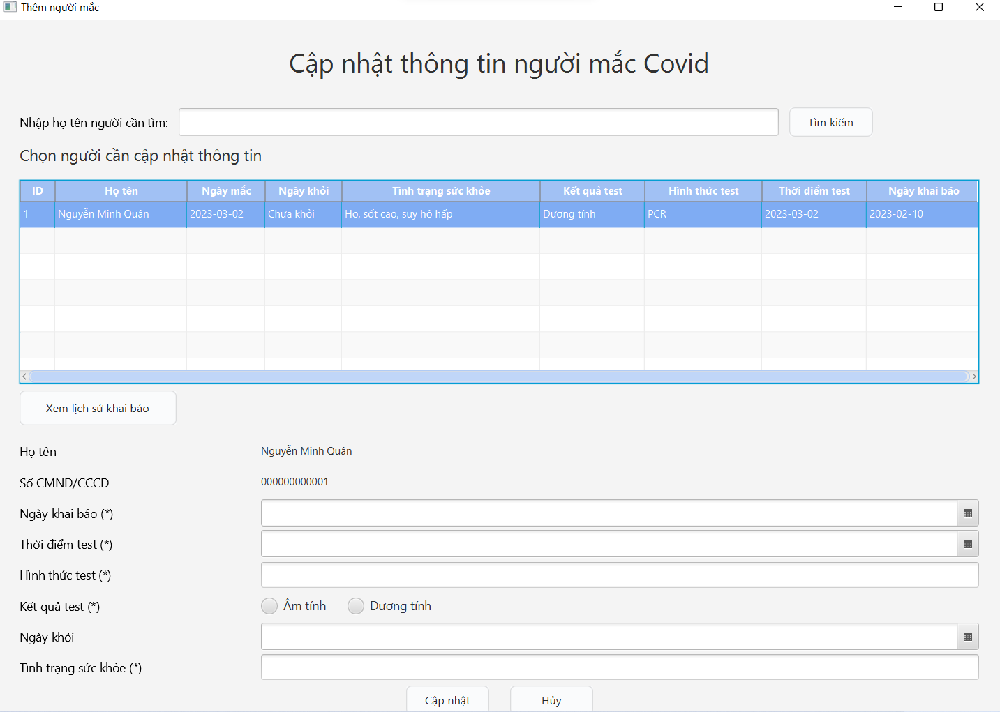 Thêm người mắc
Cập nhật thông tin người mắc Covid
Nhập họ tên người cần tìm: Tìm kiếm
Chọn người cần cập nhật thông tin
ID Họ tên Ngày mắc Ngày khỏi Tình trạng sức khỏe Kết quả test Hình thức test Thời điểm test Ngày khai báo
1 Nguyễn Minh Quân 2023-03-02 Chưa khỏi Ho, sốt cao, suy hô hấp Dương tính PCR 2023-03-02 2023-02-10
Xem lịch sử khai báo
Họ tên Nguyễn Minh Quân
Số CMND/CCCD 000000000001
Ngày khai báo (*)
Thời điểm test (*)
Hình thức test (*)
Kết quả test (*) Âm tính Dương tính
Ngày khỏi
Tình trạng sức khỏe (*)
Cập nhật Hủy